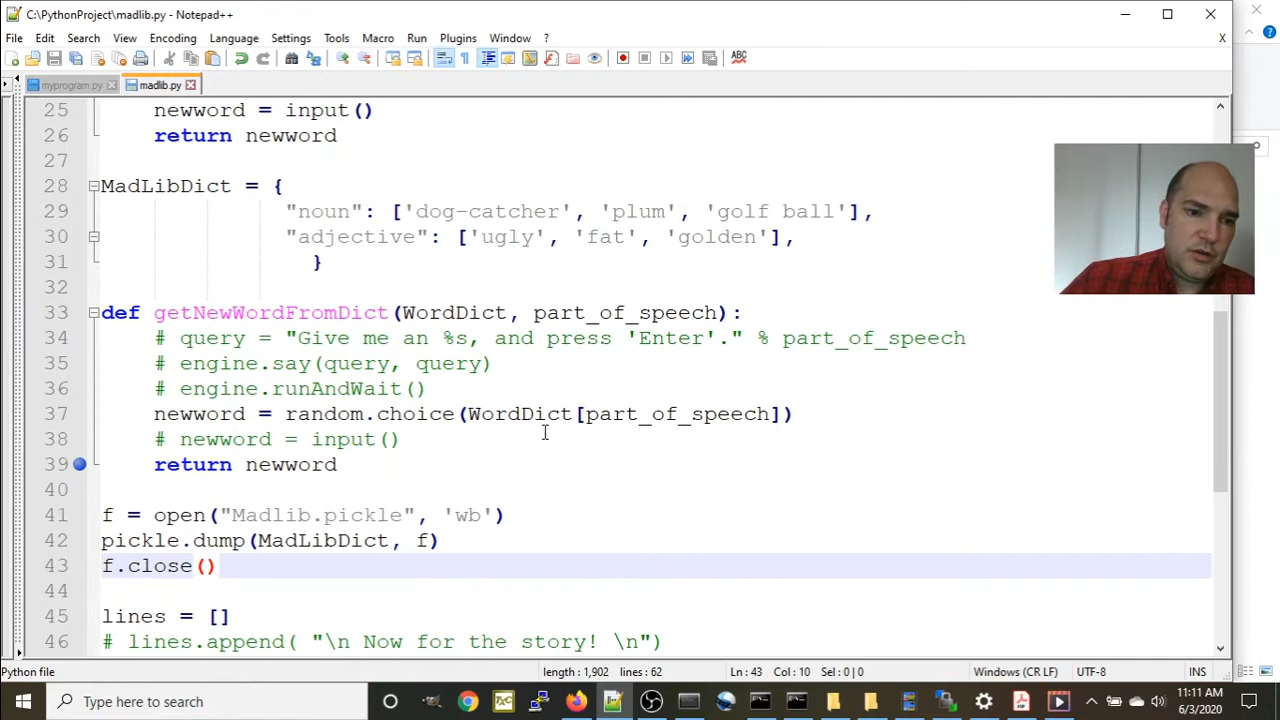 C:\PythonProject\madlib.py - Notepad++
File Edit Search View Encoding Language Settings Tools Macro Run Plugins Window ? X
myprogram.py madlib.py
25 newword = input()
26 return newword
27
28 MadLibDict = {
29 "noun": ['dog-catcher', 'plum', 'golf ball'],
30 "adjective": ['ugly', 'fat', 'golden'],
31 }
32
33 def getNewWordFromDict(WordDict, part_of_speech):
34 # query = "Give me an %s, and press 'Enter'." % part_of_speech
35 # engine.say(query, query)
36 # engine.runAndWait()
37 newword = random.choice(WordDict[part_of_speech])
38 # newword = input()
39 return newword
40
41 f = open("Madlib.pickle", 'wb')
42 pickle.dump(MadLibDict, f)
43 f.close()
44
45 lines = []
46 # lines.append( "\n Now for the story! \n")
Python file length : 1,902 lines : 62 Ln : 43 Col : 10 Sel : 0 | 0 Windows (CR LF) UTF-8 INS
Type here to search
11:11 AM
6/3/2020